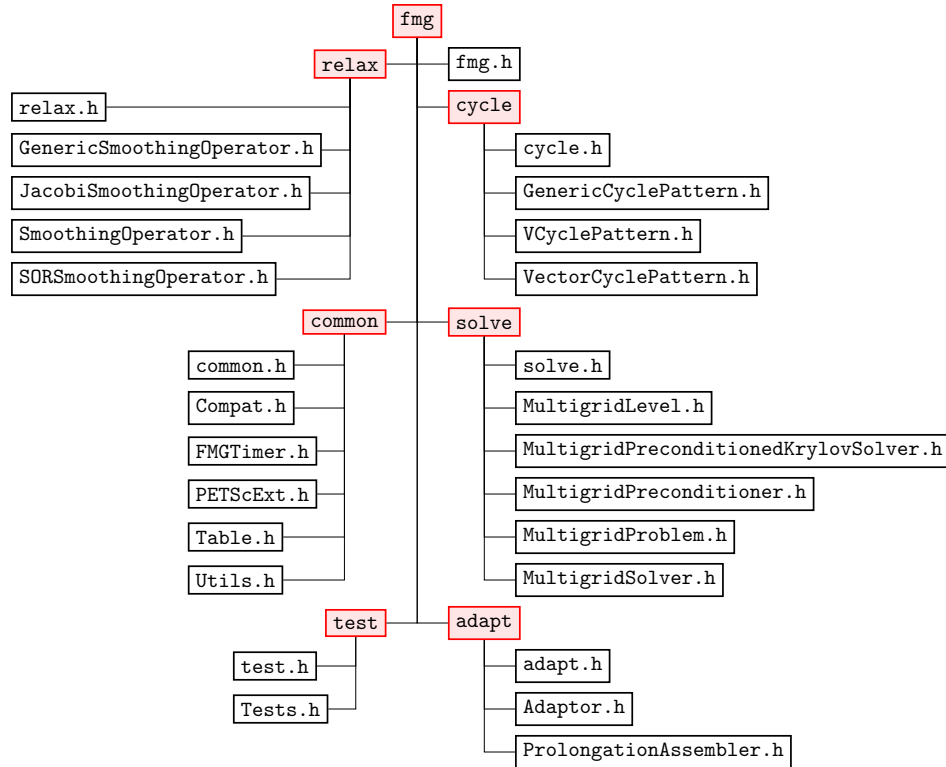 fmg
relax
fmg.h
relax.h
cycle
GenericSmoothingOperator.h
cycle.h
JacobiSmoothingOperator.h
GenericCyclePattern.h
SmoothingOperator.h
VCyclePattern.h
SORSmoothingOperator.h
VectorCyclePattern.h
common
solve
common.h
solve.h
Compat.h
MultigridLevel.h
FMGTimer.h
MultigridPreconditionedKrylovSolver.h
PETScExt.h
MultigridPreconditioner.h
Table.h
MultigridProblem.h
Utils.h
MultigridSolver.h
test
adapt
test.h
adapt.h
Tests.h
Adaptor.h
ProlongationAssembler.h